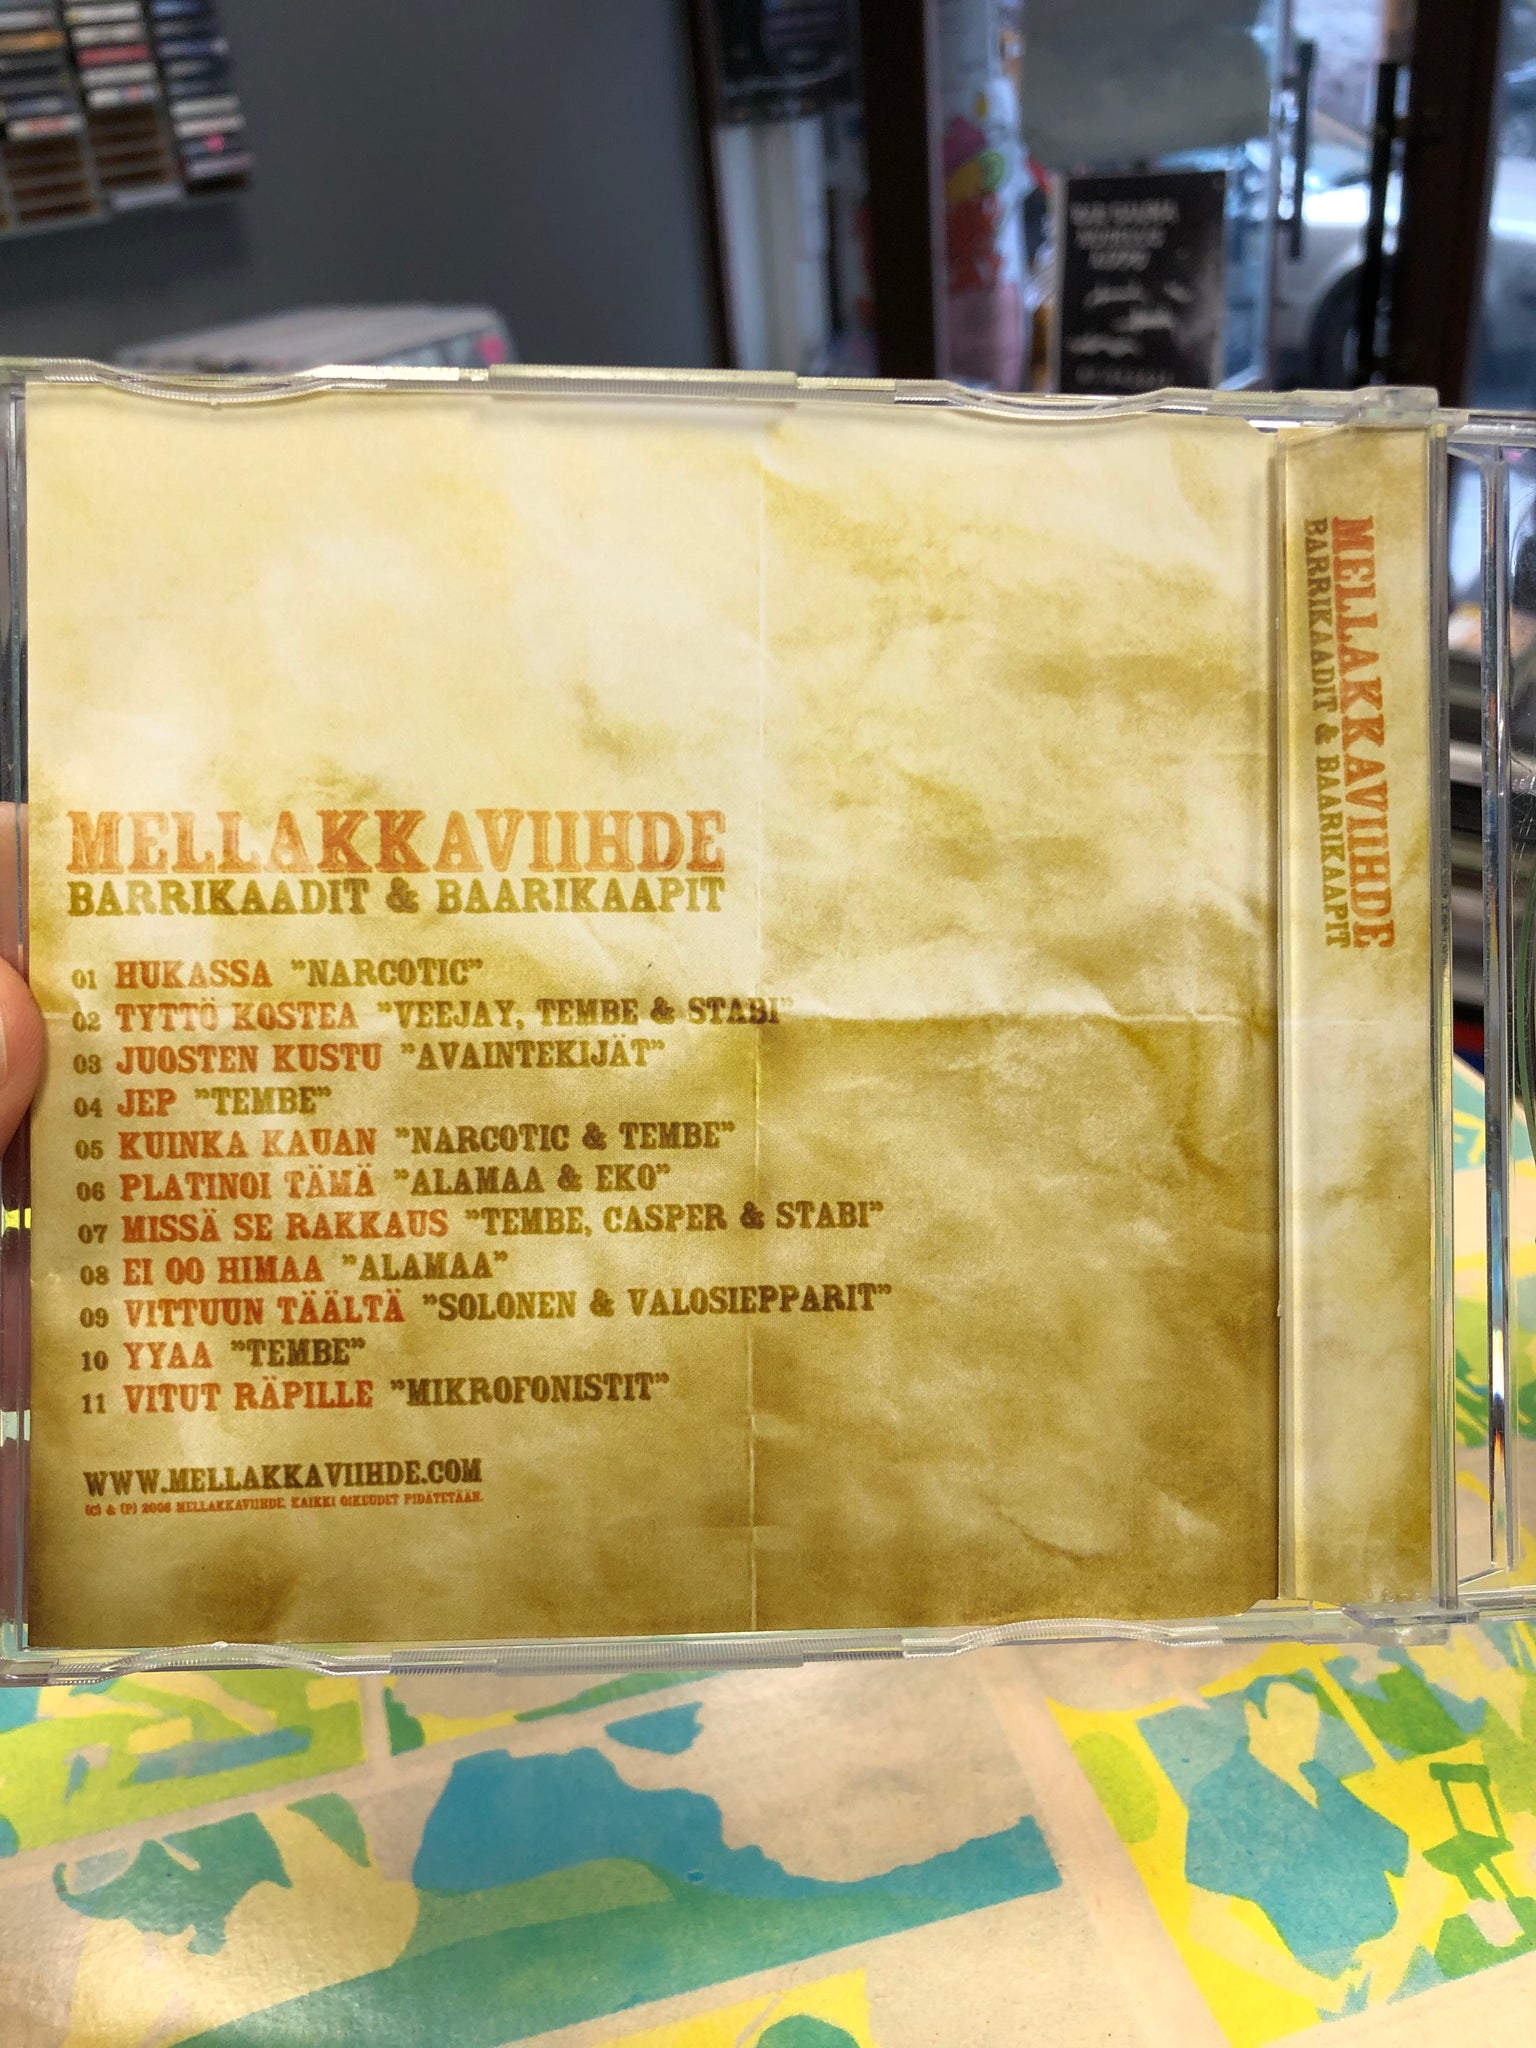 MELLAKKAVIIHDE
BARRIKAADIT & BAARIKAAPIT
01 HUKASSA "NARCOTIC"
02 TYTTÖ KOSTEA "VEEJAY, TEMBE & STABI"
03 JUOSTEN KUSTU "AVAINTEKIJÄT"
04 JEP "TEMBE"
05 KUINKA KAUAN "NARCOTIC & TEMBE"
06 PLATINOI TÄMÄ "ALAMAA & EKO"
07 MISSÄ SE RAKKAUS "TEMBE, CASPER & STABI"
08 EI OO HIMAA "ALAMAA"
09 VITTUUN TÄÄLTÄ "SOLONEN & VALOSIEPPARIT"
10 YYAA "TEMBE"
11 VITUT RÄPILLE "MIKROFONISTIT"
WWW.MELLAKKAVIIHDE.COM
(C) & (P) 2006 MELLAKKAVIIHDE. KAIKKI OIKEUDET PIDÄTETÄÄN.
MELLAKKAVIIHDE
BARRIKAADIT & BAARIKAAPIT